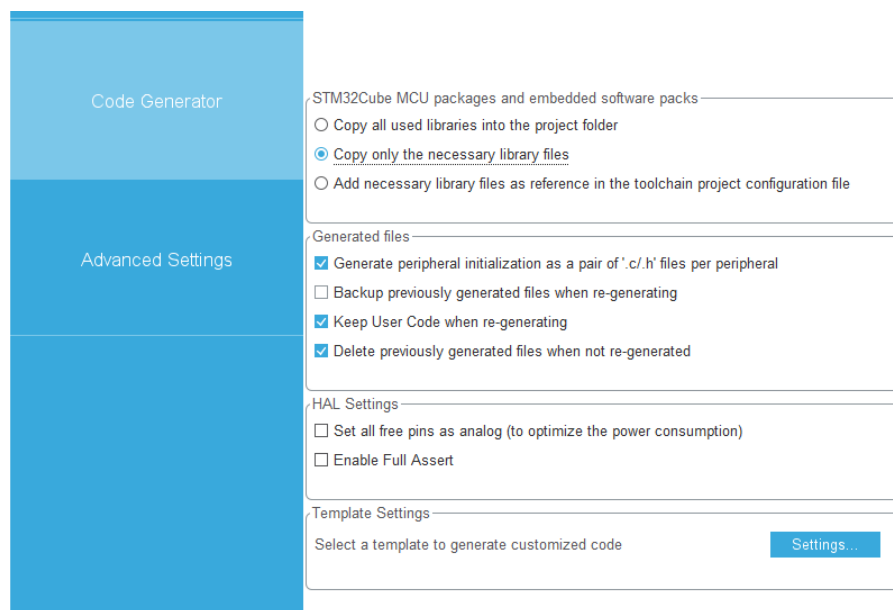 Code Generator
Advanced Settings
STM32Cube MCU packages and embedded software packs
Copy all used libraries into the project folder
Copy only the necessary library files
Add necessary library files as reference in the toolchain project configuration file
Generated files
Generate peripheral initialization as a pair of '.c/.h' files per peripheral
Backup previously generated files when re-generating
Keep User Code when re-generating
Delete previously generated files when not re-generated
HAL Settings
Set all free pins as analog (to optimize the power consumption)
Enable Full Assert
Template Settings
Select a template to generate customized code
Settings...